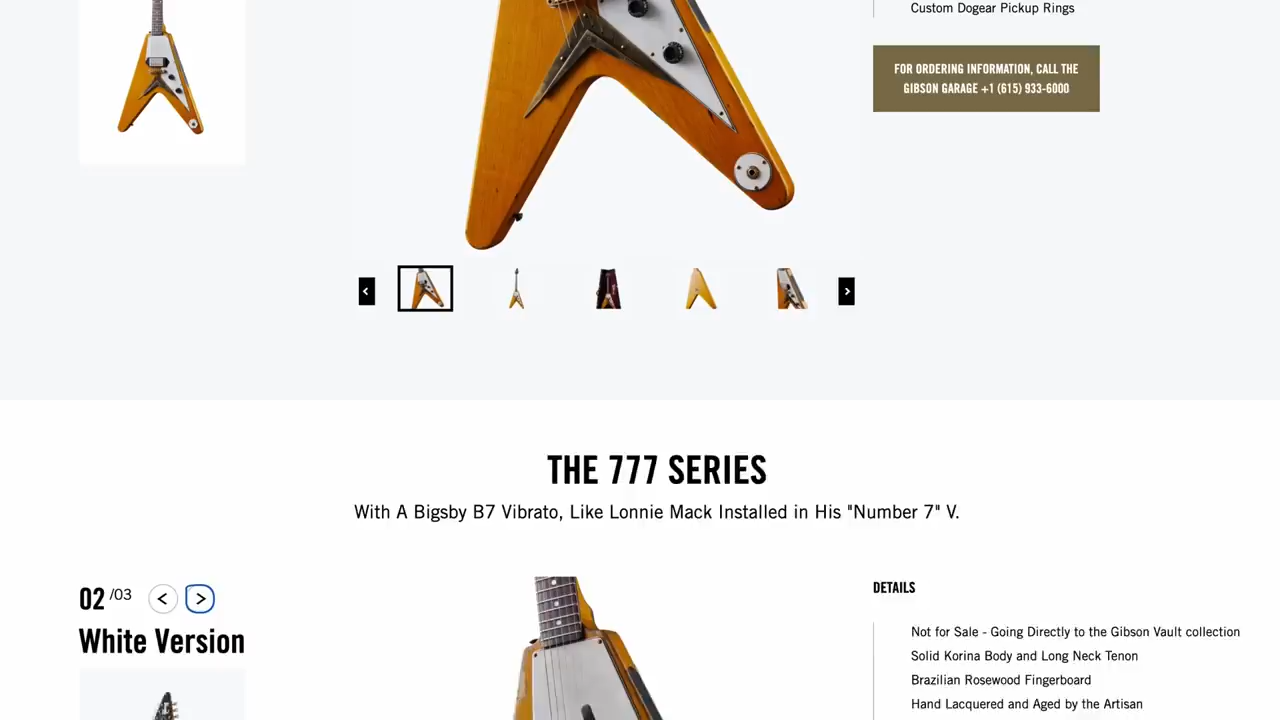 Custom Dogear Pickup Rings
FOR ORDERING INFORMATION, CALL THE
GIBSON GARAGE +1 (615) 933-6000
THE 777 SERIES
With A Bigsby B7 Vibrato, Like Lonnie Mack Installed in His "Number 7" V.
02 /03
White Version
DETAILS
Not for Sale - Going Directly to the Gibson Vault collection
Solid Korina Body and Long Neck Tenon
Brazilian Rosewood Fingerboard
Hand Lacquered and Aged by the Artisan